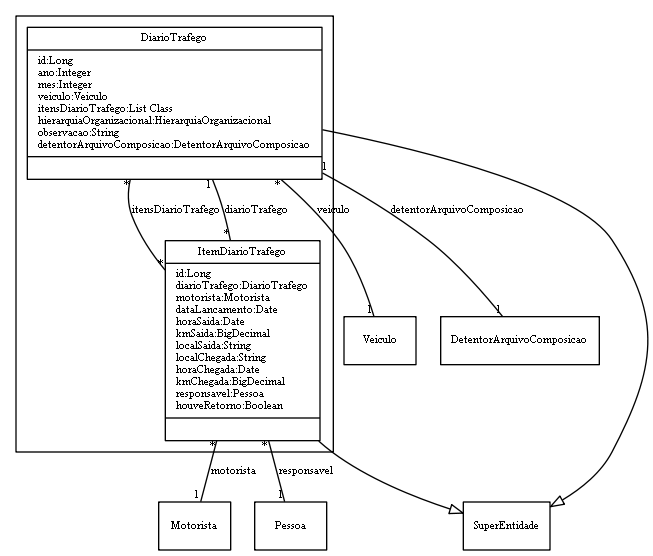 DiarioTrafego
id:Long
ano:Integer
mes:Integer
veiculo:Veiculo
itensDiarioTrafego:List Class
hierarquiaOrganizacional:HierarquiaOrganizacional
observacao:String
detentorArquivoComposicao:DetentorArquivoComposicao
* 1 * 1
itensDiarioTrafego diarioTrafego veiculo detentorArquivoComposicao
* *
ItemDiarioTrafego
id:Long
diarioTrafego:DiarioTrafego
motorista:Motorista
dataLancamento:Date
horaSaida:Date
kmSaida:BigDecimal
localSaida:String
localChegada:String
horaChegada:Date
kmChegada:BigDecimal
responsavel:Pessoa
houveRetorno:Boolean
1 1
Veiculo DetentorArquivoComposicao
* *
motorista responsavel
1 1
Motorista Pessoa SuperEntidade